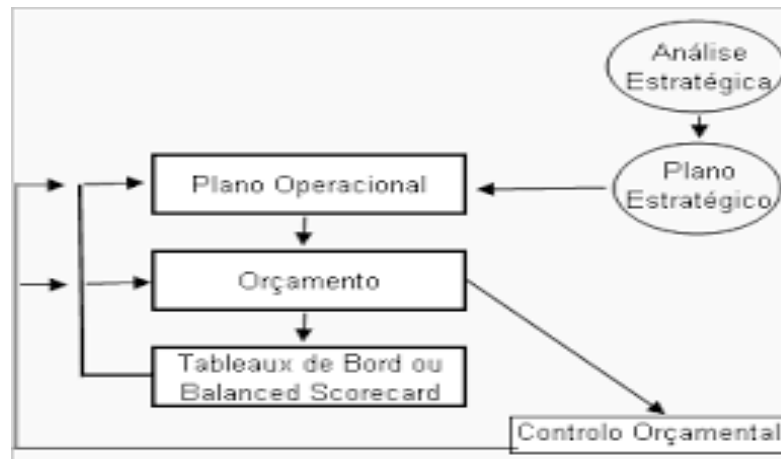 Análise
Estratégica
Plano Operacional
Plano
Estratégico
Orçamento
Tableaux de Bord ou
Balanced Scorecard
Controlo Orçamental